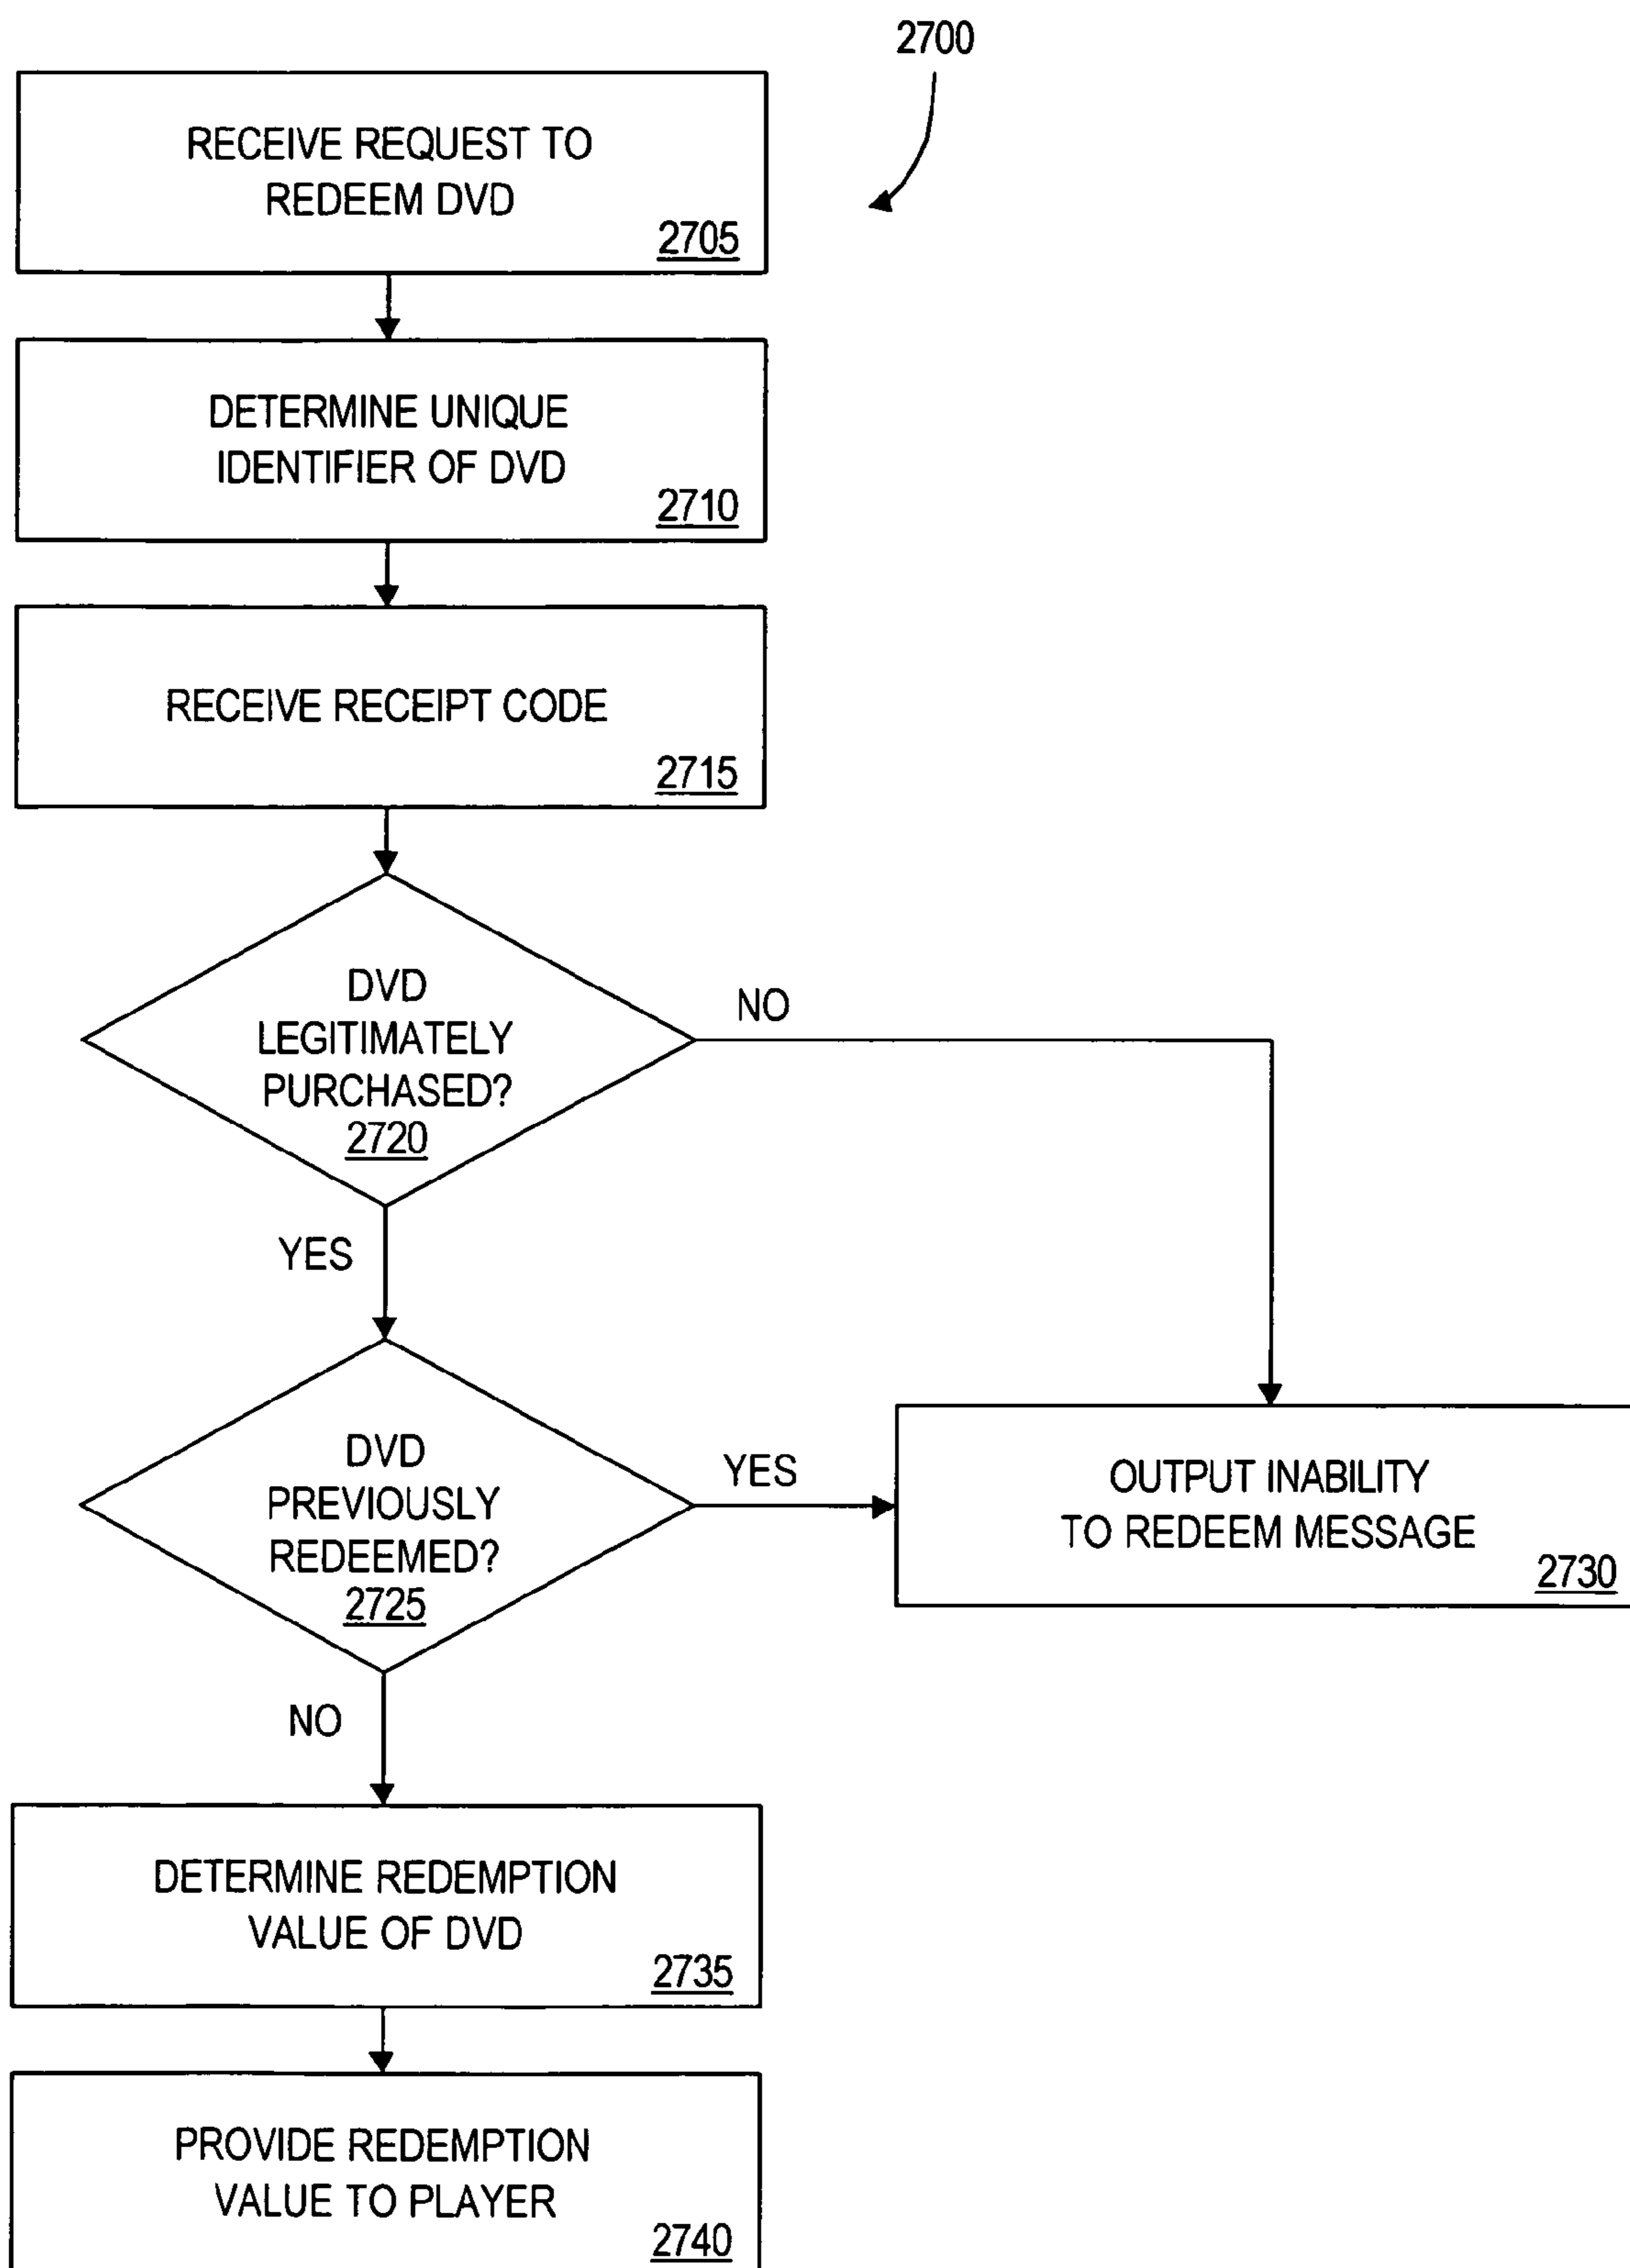 2700
RECEIVE REQUEST TO
REDEEM DVD
2705
DETERMINE UNIQUE
IDENTIFIER OF DVD
2710
RECEIVE RECEIPT CODE
2715
DVD
LEGITIMATELY
PURCHASED?
2720
NO
YES
DVD
PREVIOUSLY
REDEEMED?
2725
YES
OUTPUT INABILITY
TO REDEEM MESSAGE
2730
NO
DETERMINE REDEMPTION
VALUE OF DVD
2735
PROVIDE REDEMPTION
VALUE TO PLAYER
2740